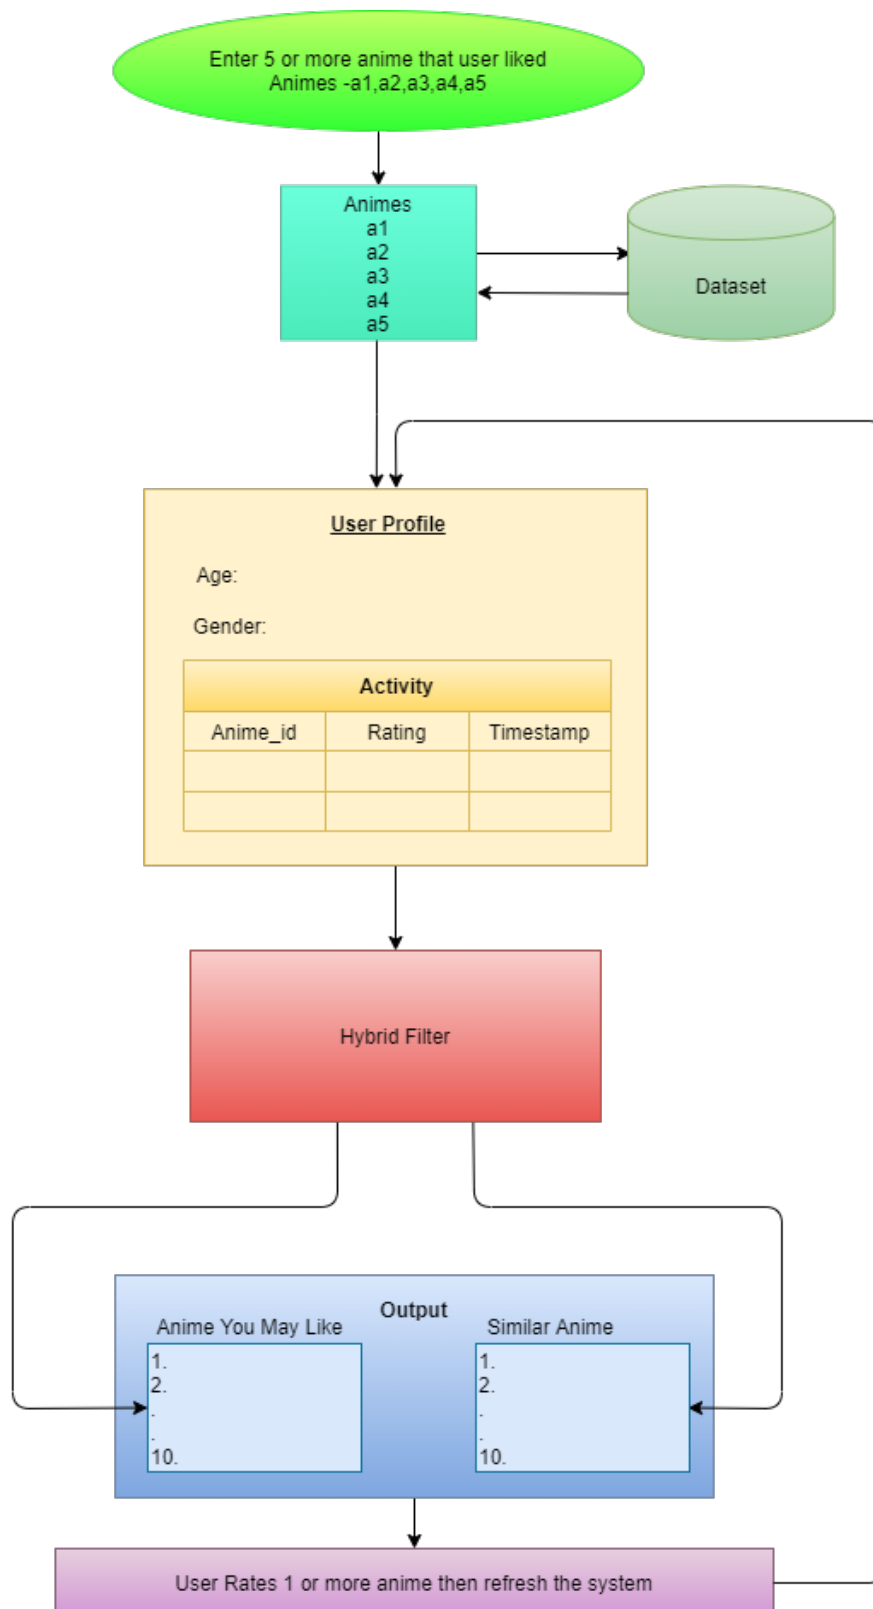 Enter 5 or more anime that user liked
Animes -a1,a2,a3,a4,a5
Animes
a1
a2
a3
a4
a5
Dataset
User Profile
Age:
Gender:
Activity
Anime_id Rating Timestamp
Hybrid Filter
Output
Anime You May Like
1.
2.
.
.
10.
Similar Anime
1.
2.
.
.
10.
User Rates 1 or more anime then refresh the system